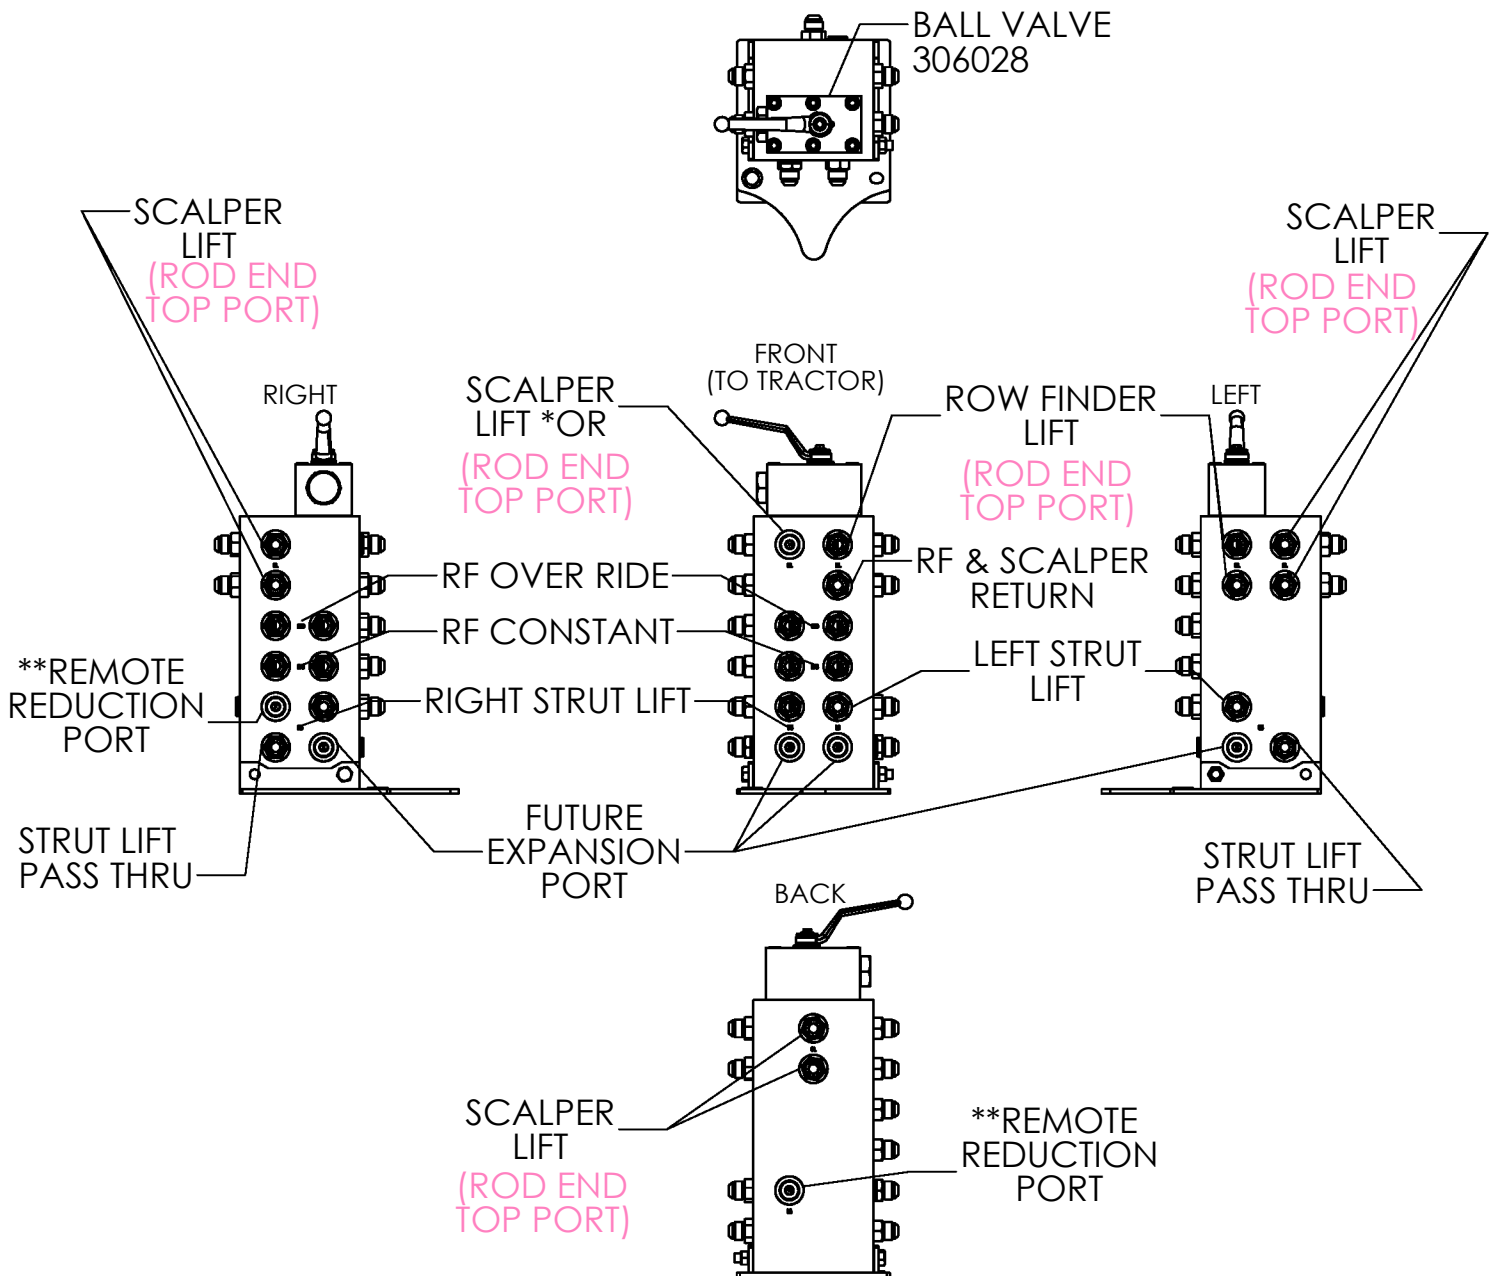 BALL VALVE
306028
SCALPER
LIFT
(ROD END
TOP PORT)
SCALPER
LIFT
(ROD END
TOP PORT)
RIGHT
FRONT
(TO TRACTOR)
LEFT
SCALPER
LIFT *OR
(ROD END
TOP PORT)
ROW FINDER
LIFT
(ROD END
TOP PORT)
RF OVER RIDE
RF & SCALPER
RETURN
RF CONSTANT
**REMOTE
REDUCTION
PORT
RIGHT STRUT LIFT
LEFT STRUT
LIFT
STRUT LIFT
PASS THRU
FUTURE
EXPANSION
PORT
STRUT LIFT
PASS THRU
BACK
SCALPER
LIFT
(ROD END
TOP PORT)
**REMOTE
REDUCTION
PORT